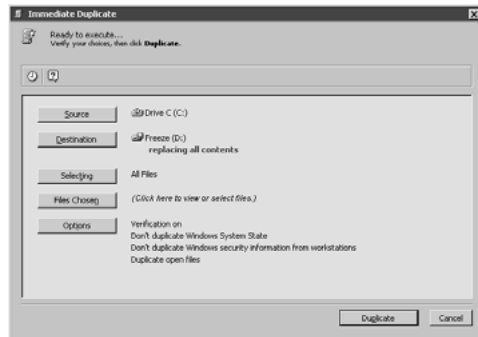 Immediate Duplicate
Ready to execute...
Verify your choices, then click Duplicate.
Source
Drive C (C:)
Destination
Freeze (D:)
replacing all contents
Selecting
All Files
Files Chosen
(Click here to view or select files.)
Options
Verification on
Don't duplicate Windows System State
Don't duplicate Windows security information from workstations
Duplicate open files
Duplicate
Cancel